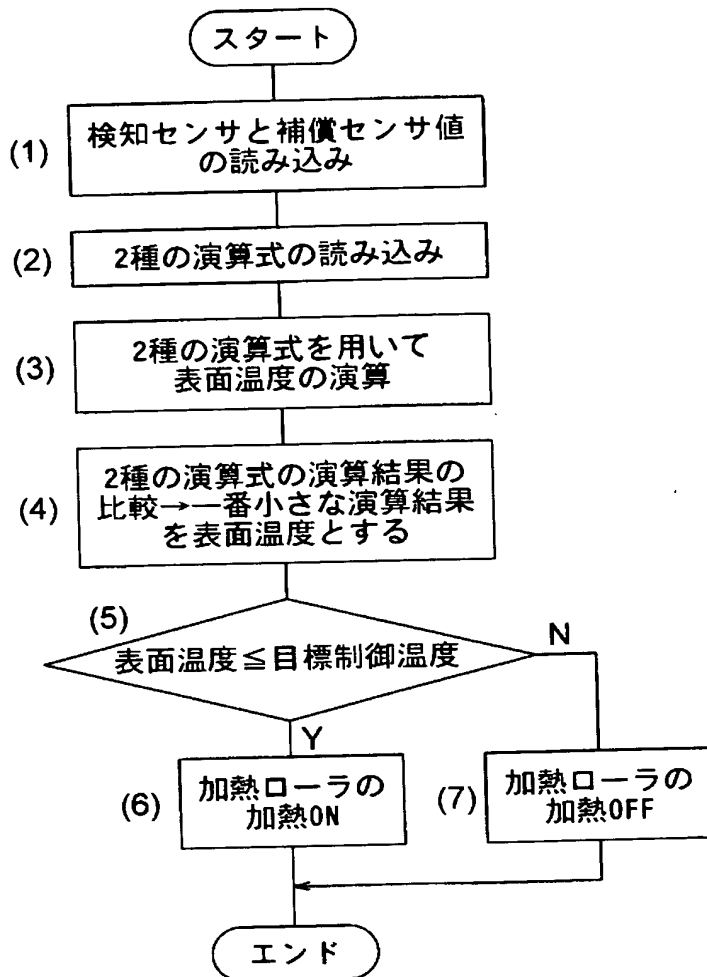 スタート
(1)
検知センサと補償センサ値
の読み込み
(2)
2種の演算式の読み込み
(3)
2種の演算式を用いて
表面温度の演算
(4)
2種の演算式の演算結果の
比較→一番小さな演算結果
を表面温度とする
(5)
表面温度≦目標制御温度
N
Y
(6)
加熱ローラの
加熱ON
(7)
加熱ローラの
加熱OFF
エンド